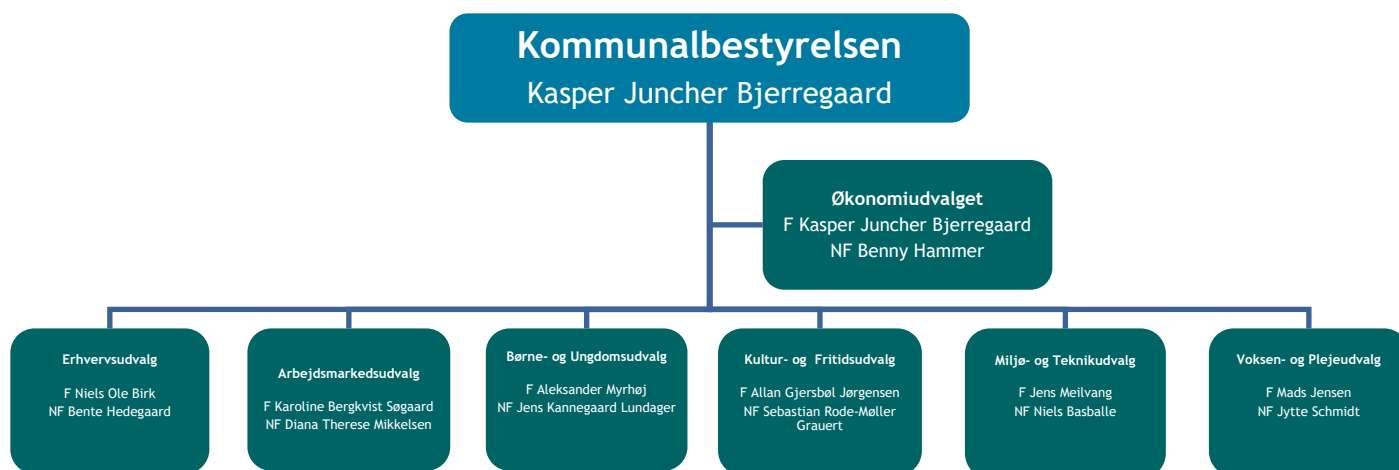 Kommunalbestyrelsen
Kasper Juncher Bjerregaard
Økonomiudvalget
F Kasper Juncher Bjerregaard
NF Benny Hammer
Erhvervsudvalg
F Niels Ole Birk
NF Bente Hedegaard
Arbejdsmarkedsudvalg
F Karoline Bergkvist Søgaard
NF Diana Therese Mikkelsen
Børne- og Ungdomsudvalg
F Aleksander Myrhøj
NF Jens Kannegaard Lundager
Kultur- og Fritidsudvalg
F Allan Gjersbøl Jørgensen
NF Sebastian Rode-Møller
Grauert
Miljø- og Teknikudvalg
F Jens Meilvang
NF Niels Basballe
Voksen- og Plejeudvalg
F Mads Jensen
NF Jytte Schmidt